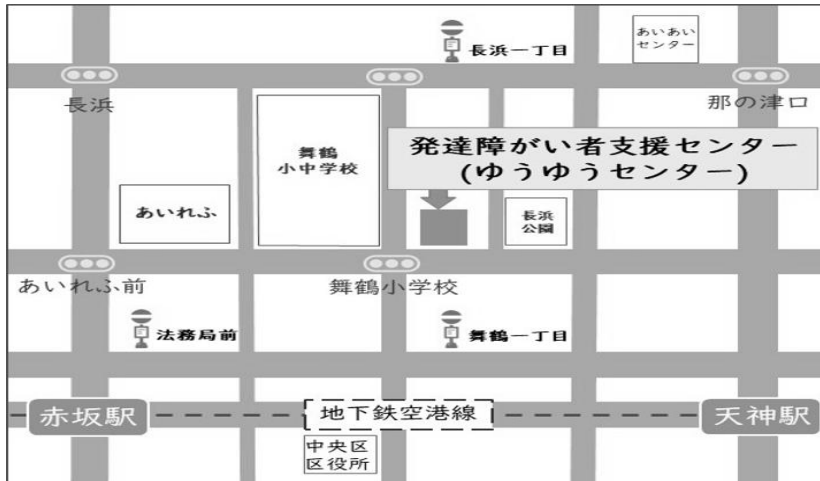 あいあい
センター
長浜一丁目
長浜
那の津口
舞鶴
小中学校
発達障がい者支援センター
(ゆうゆうセンター)
あいれふ
長浜
公園
あいれふ前
舞鶴小学校
法務局前
舞鶴一丁目
赤坂駅
地下鉄空港線
天神駅
中央区
区役所